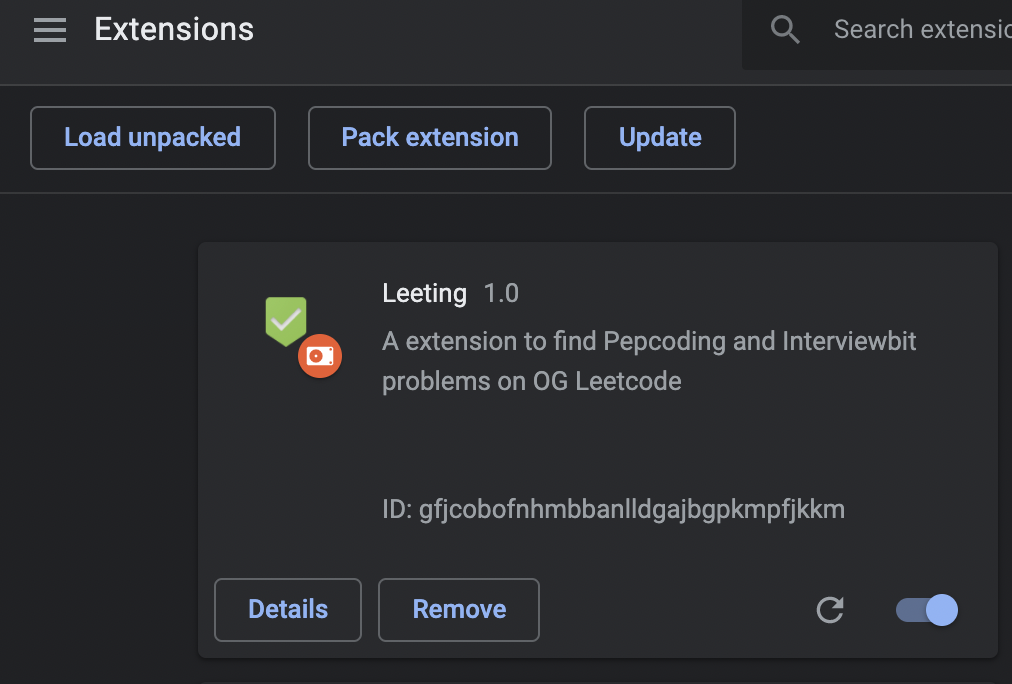 Extensions
Search extensio
Load unpacked
Pack extension
Update
Leeting 1.0
A extension to find Pepcoding and Interviewbit
problems on OG Leetcode
ID: gfjcobofnhmbbanlldgajbgpkmpfjkkm
Details
Remove